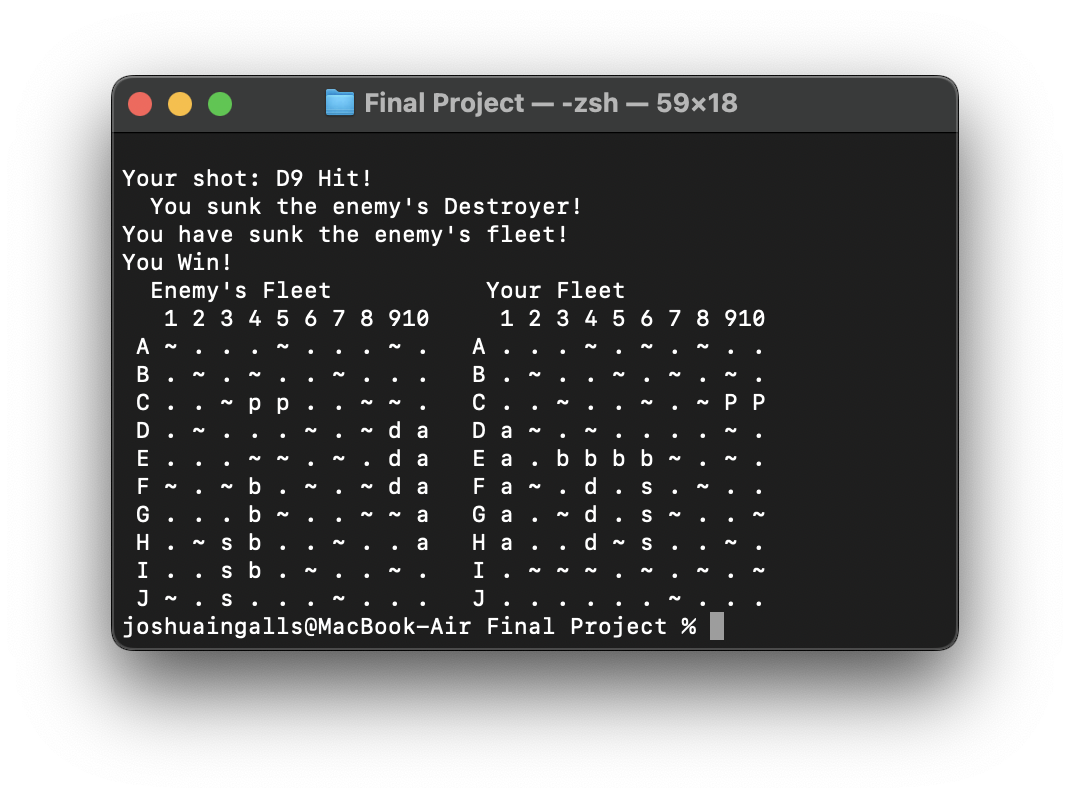 Final Project — -zsh — 59×18
Your shot: D9 Hit!
  You sunk the enemy's Destroyer!
You have sunk the enemy's fleet!
You Win!
  Enemy's Fleet           Your Fleet
   1 2 3 4 5 6 7 8 910     1 2 3 4 5 6 7 8 910
 A ~ . . . ~ . . . ~ .   A . . . ~ . ~ . ~ . .
 B . ~ . ~ . . ~ . . .   B . ~ . . ~ . ~ . ~ .
 C . . ~ p p . . ~ ~ .   C . . ~ . . ~ . ~ P P
 D . ~ . . . ~ . ~ d a   D a ~ . ~ . . . . ~ .
 E . . . ~ ~ . ~ . d a   E a . b b b b ~ . ~ .
 F ~ . ~ b . ~ . ~ d a   F a ~ . d . s . ~ . .
 G . . . b ~ . . ~ ~ a   G a . ~ d . s ~ . . ~
 H . ~ s b . . ~ . . a   H a . . d ~ s . . ~ .
 I . . s b . ~ . . ~ .   I . ~ ~ ~ . ~ . ~ . ~
 J ~ . s . . . ~ . . .   J . . . . . . ~ . . .
joshuaingalls@MacBook-Air Final Project %